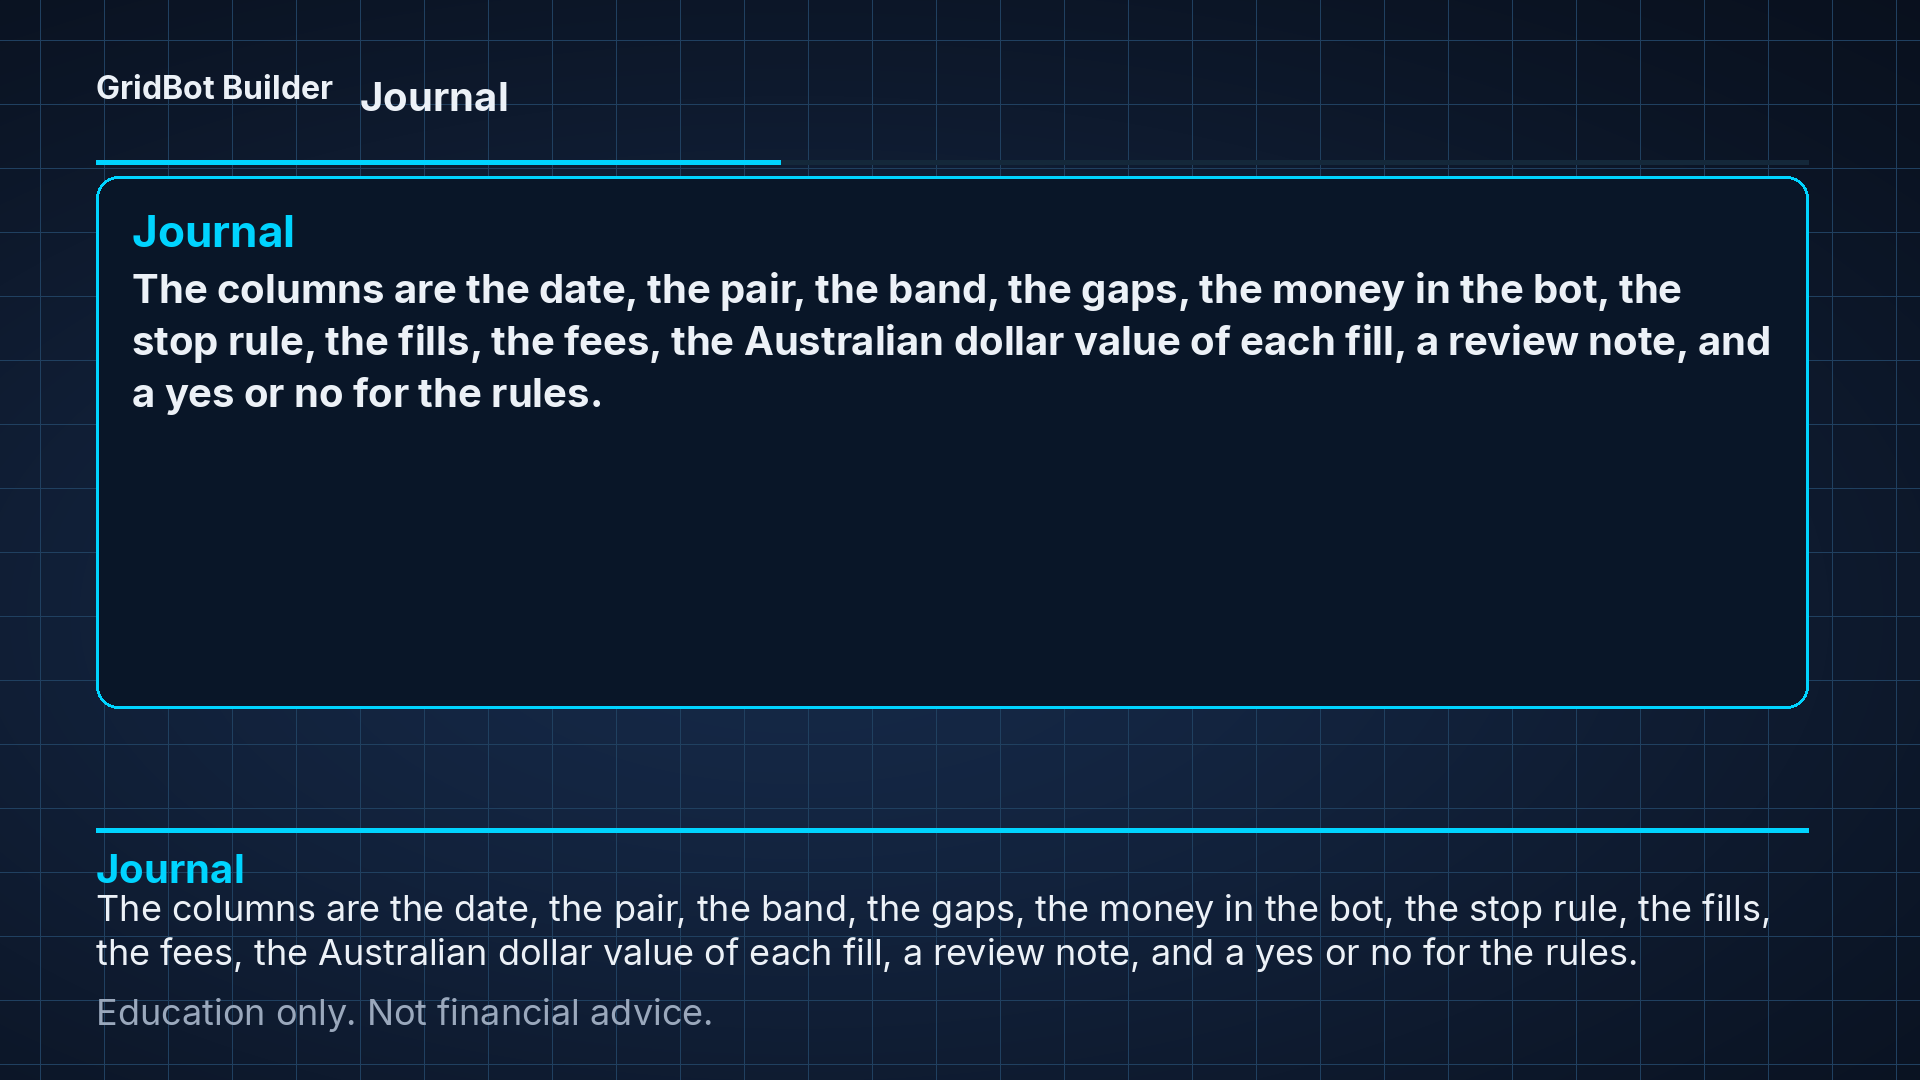 GridBot Builder
Journal
Journal
The columns are the date, the pair, the band, the gaps, the money in the bot, the
stop rule, the fills, the fees, the Australian dollar value of each fill, a review note, and
a yes or no for the rules.
Journal
The columns are the date, the pair, the band, the gaps, the money in the bot, the stop rule, the fills,
the fees, the Australian dollar value of each fill, a review note, and a yes or no for the rules.
Education only. Not financial advice.